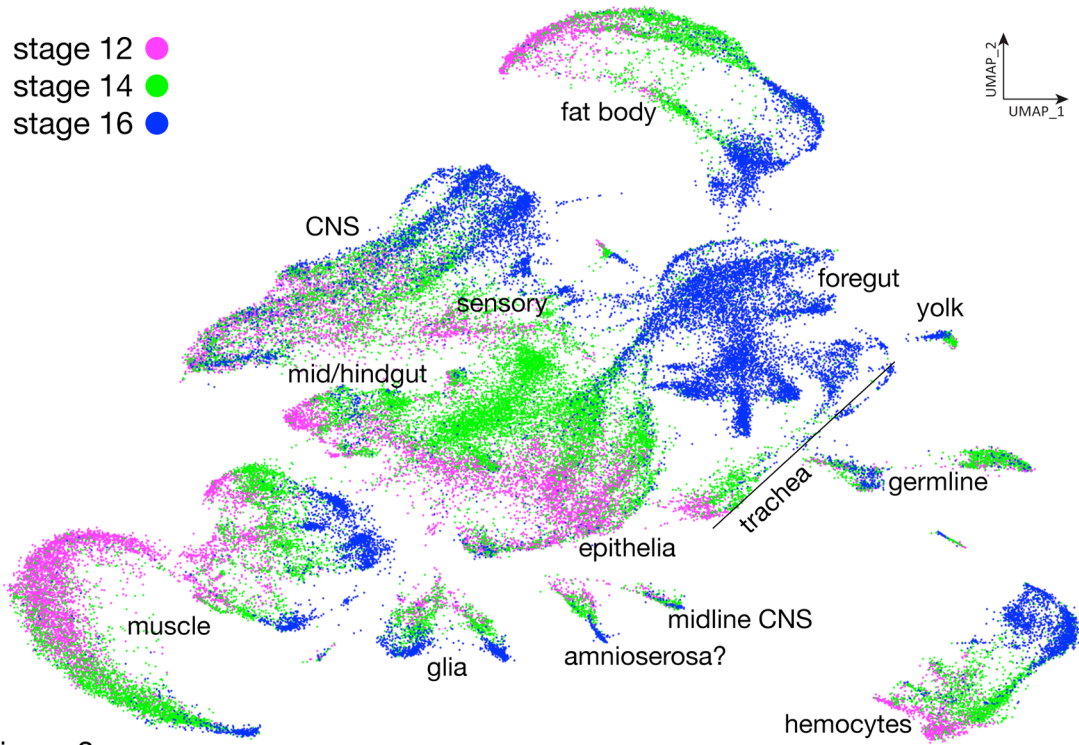 stage 12
stage 14
stage 16
UMAP_2
UMAP_1
fat body
CNS
sensory
foregut
yolk
mid/hindgut
trachea
germline
epithelia
muscle
glia
amnioserosa?
midline CNS
hemocytes